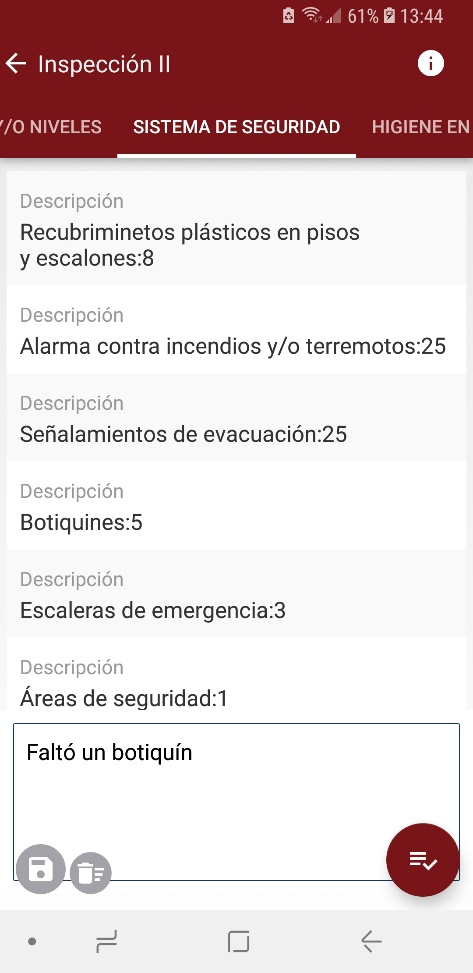 61% 13:44
Inspección II
Y/O NIVELES SISTEMA DE SEGURIDAD HIGIENE EN
Descripción
Recubriminetos plásticos en pisos
y escalones:8
Descripción
Alarma contra incendios y/o terremotos:25
Descripción
Señalamientos de evacuación:25
Descripción
Botiquines:5
Descripción
Escaleras de emergencia:3
Descripción
Áreas de seguridad:1
Faltó un botiquín